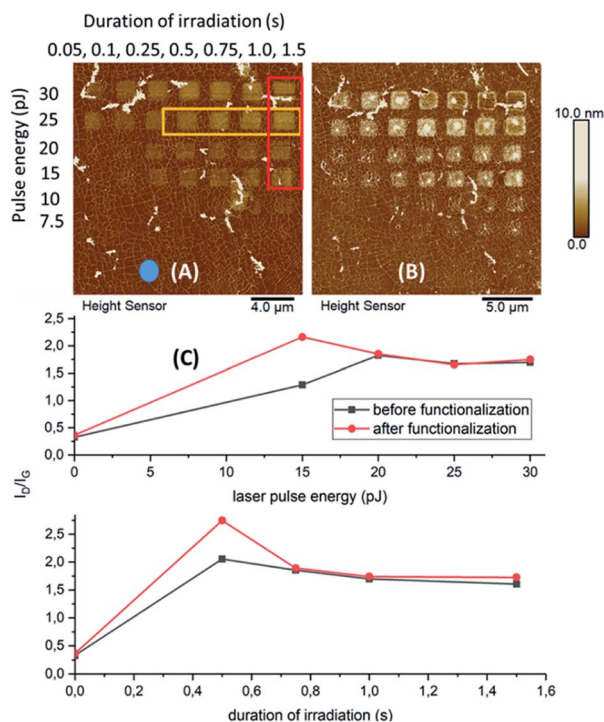 Duration of irradiation (s)
0.05, 0.1, 0.25, 0.5, 0.75, 1.0, 1.5
Pulse energy (pJ)
30
25
20
15
10
7.5
(A)
(B)
10.0 nm
0.0
Height Sensor
4.0 µm
Height Sensor
5.0 µm
(C)
2,5
2,0
1,5
1,0
0,5
0,0
before functionalization
after functionalization
0
5
10
15
20
25
30
laser pulse energy (pJ)
I_D/I_G
2,5
2,0
1,5
1,0
0,5
0,0
0,0
0,2
0,4
0,6
0,8
1,0
1,2
1,4
1,6
duration of irradiation (s)